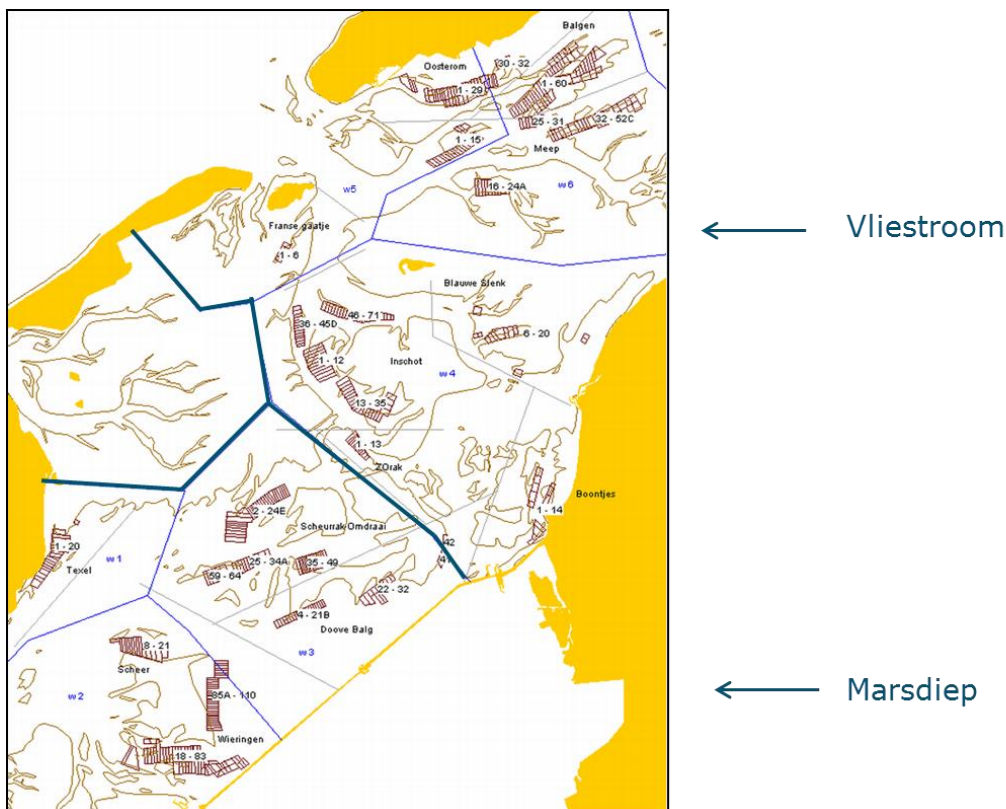 Balgen
Oosterom
30 - 32
1 - 29
1 - 60
25 - 31
32 - 52C
1 - 15
Meep
w5
16 - 24A
w6
Franse gaatje
1 - 6
Vliestroom
Blauwe Slenk
46 - 71
36 - 45D
6 - 20
1 - 12
Inschot
w4
13 - 35
1 - 13
ZOrak
Boontjes
2 - 24E
1 - 14
Scheurrak-Omdraai
42
1 - 20
w1
25 - 34A
35 - 49
41
Texel
59 - 64
22 - 32
4 - 21B
Doove Balg
8 - 21
w3
Scheer
w2
85A - 110
Marsdiep
Wieringen
18 - 83